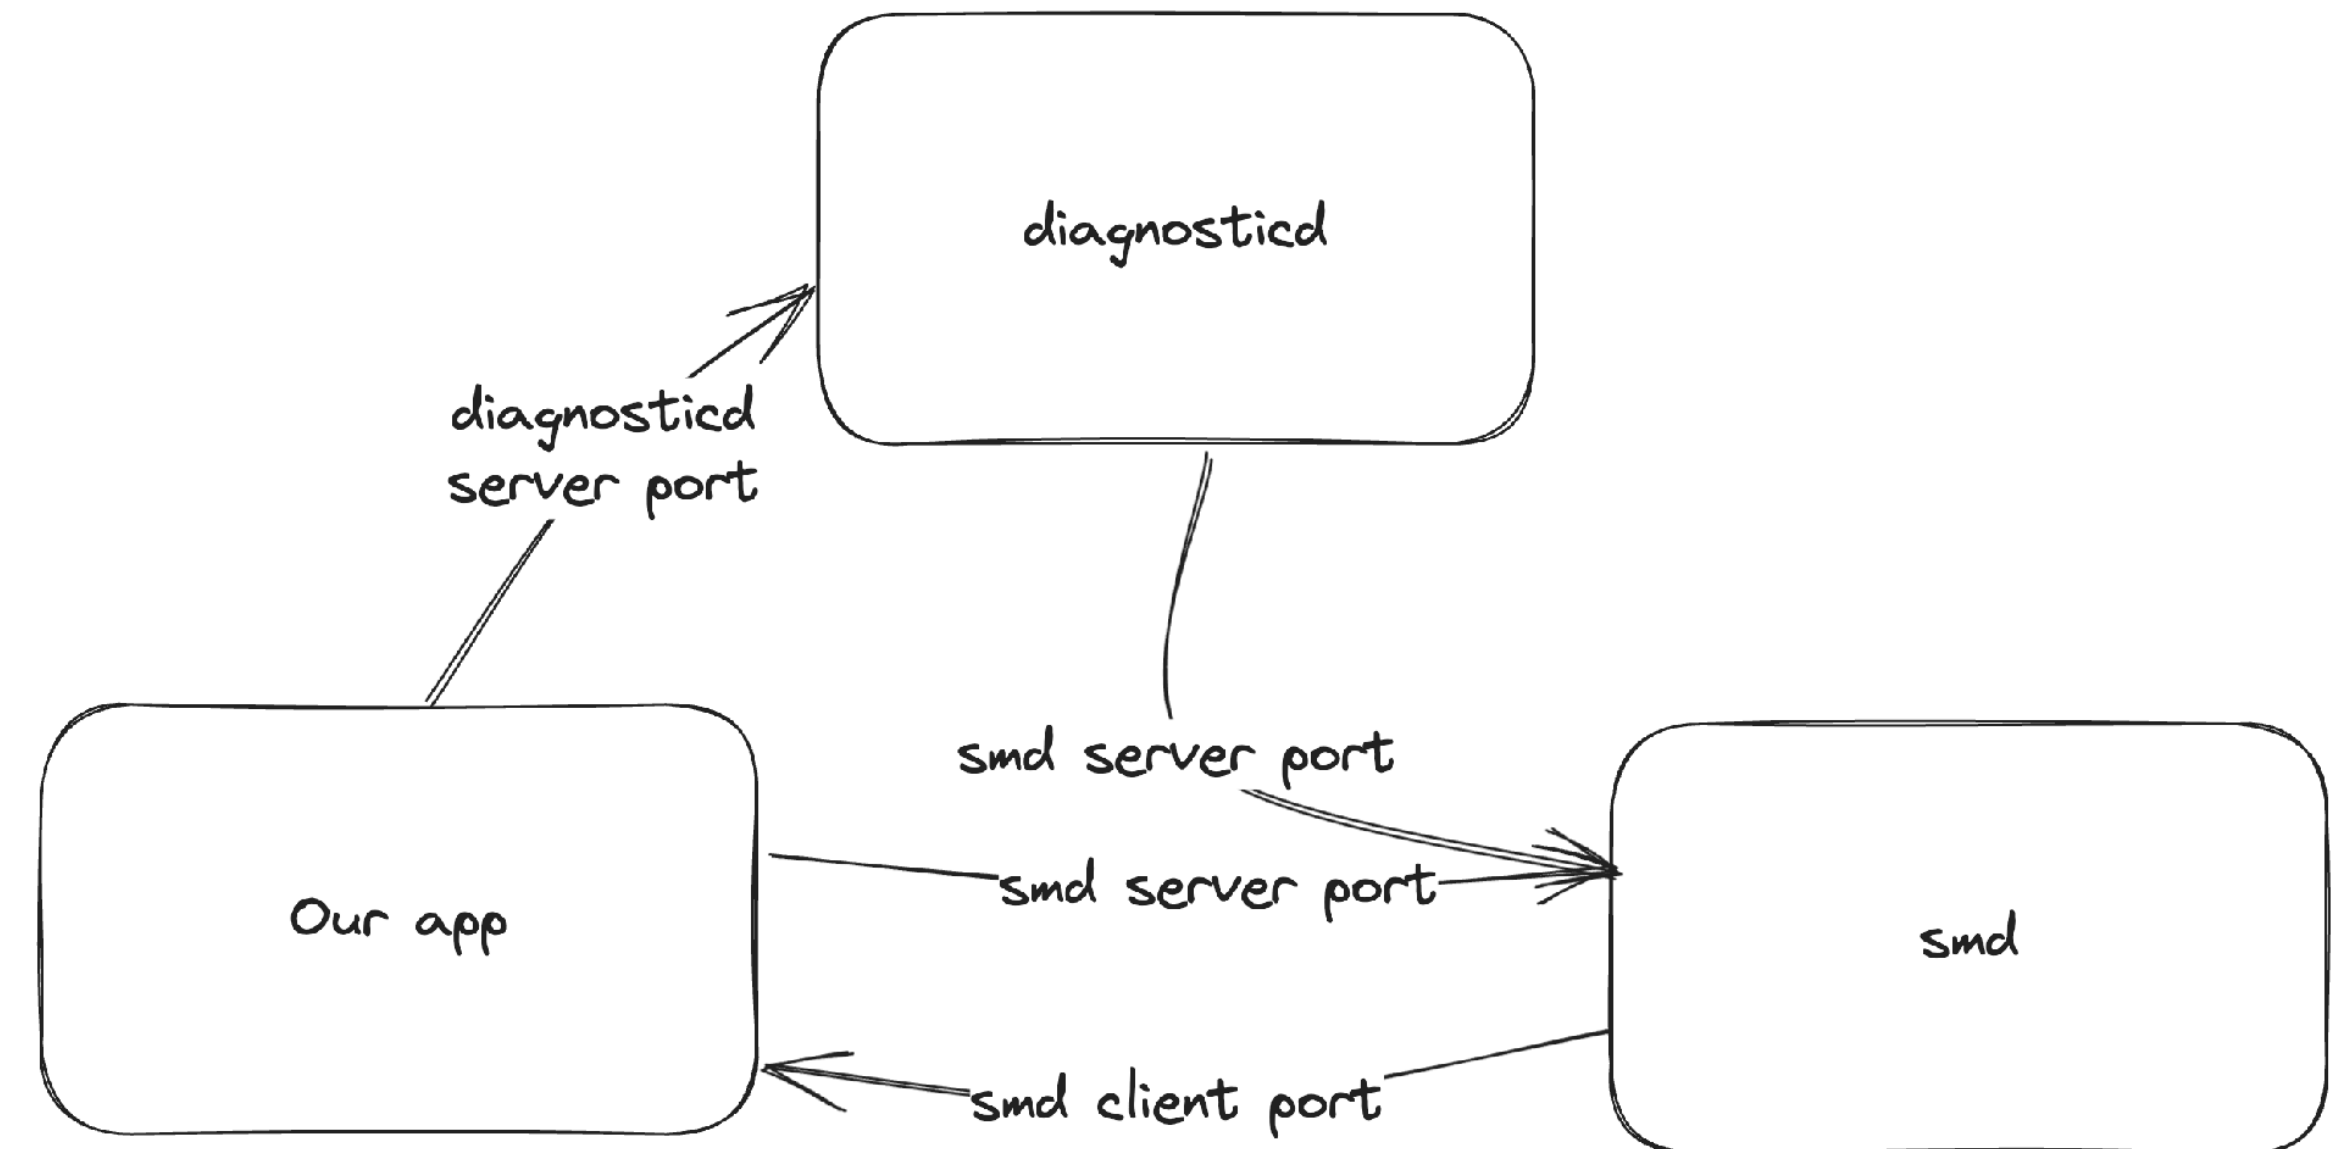 diagnosticd
diagnosticd
server port
smd server port
smd server port
Our app
smd
smd client port